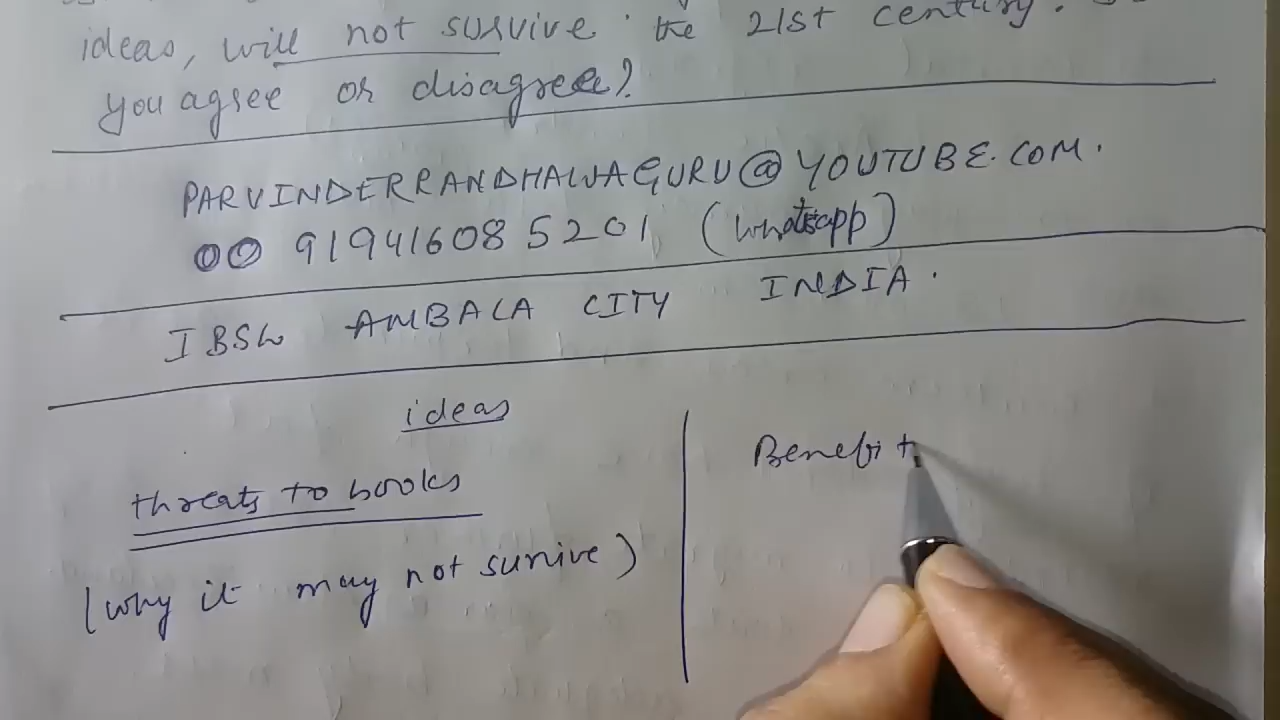 ideas, will not survive the 21st century.
you agree or disagree?
PARVINDERRANDHAWAGURU@YOUTUBE.COM.
00 919416085201 (whatsapp)
IBSW AMBALA CITY INDIA.
ideas
threats to books
(why it may not survive)
Benefit